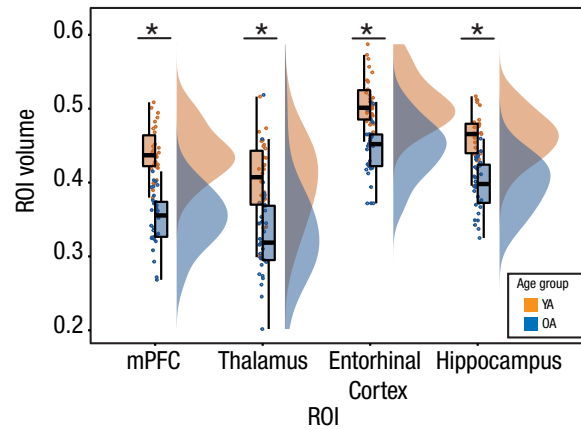 * * * *
0.6
0.5
0.4
0.3
0.2
ROI volume
mPFC Thalamus Entorhinal Cortex Hippocampus
ROI
Age group
YA
OA